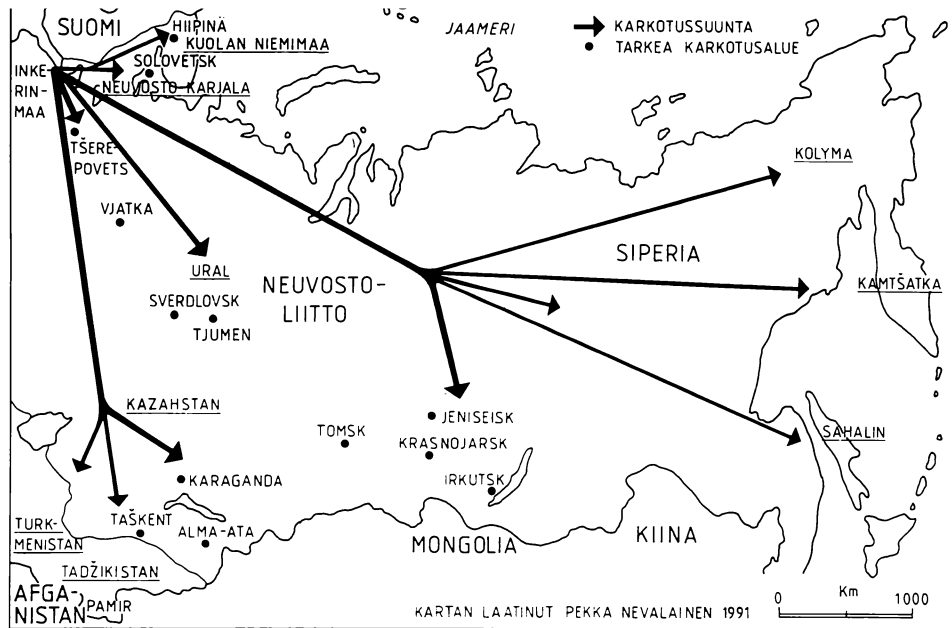 SUOMI
HIIPINÄ
KUOLAN NIEMIMAA
JÄÄMERI
KARKOTUSSUUNTA
TARKEA KARKOTUSALUE
SOLOVETSK
INKE-
RIN-
MAA
NEUVOSTO-KARJALA
TŠERE-
POVETS
KOLYMA
VJATKA
URAL
SIPERIA
NEUVOSTO-
LIITTO
KAMTŠATKA
SVERDLOVSK
TJUMEN
KAZAHSTAN
JENISEISK
TOMSK
KRASNOJARSK
SAHALIN
KARAGANDA
IRKUTSK
TURK-
MENISTAN
TAŠKENT
ALMA-ATA
MONGOLIA
KIINA
TADŽIKISTAN
AFGA-
NISTAN
PAMIR
KARTAN LAATINUT PEKKA NEVALAINEN 1991
0 Km 1000